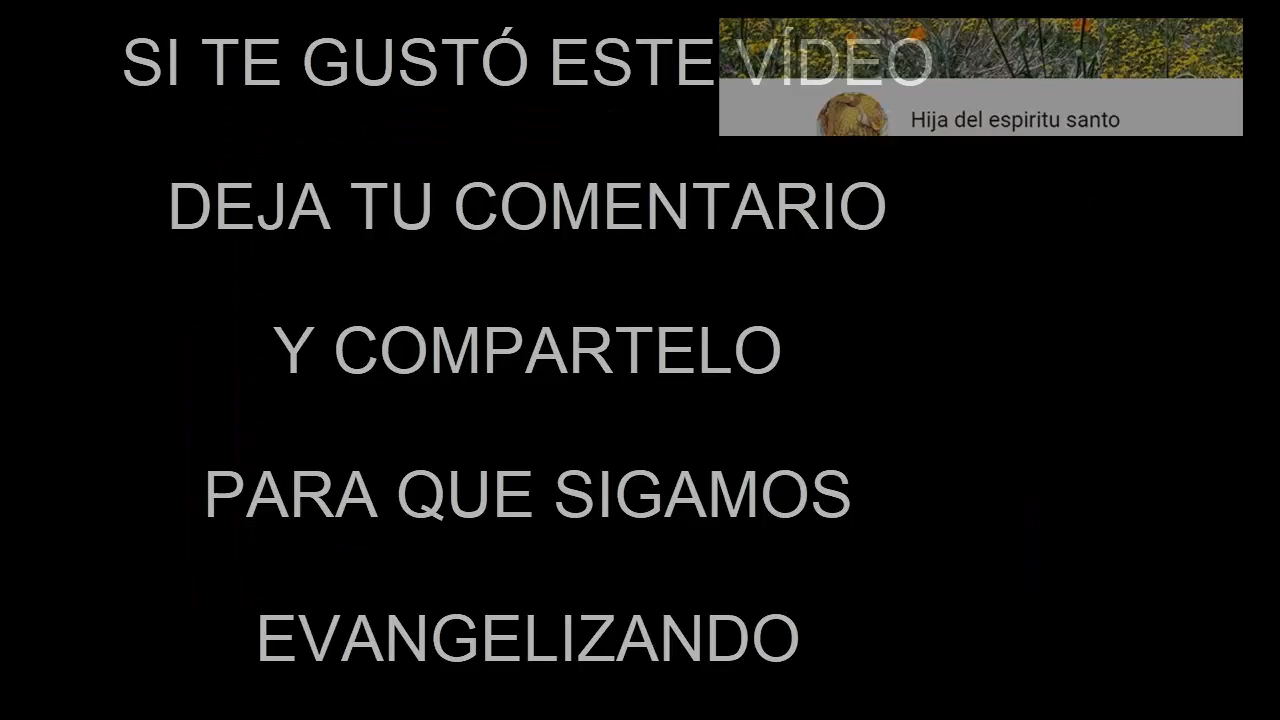 SI TE GUSTÓ ESTE VÍDEO
Hija del espiritu santo
DEJA TU COMENTARIO
Y COMPARTELO
PARA QUE SIGAMOS
EVANGELIZANDO